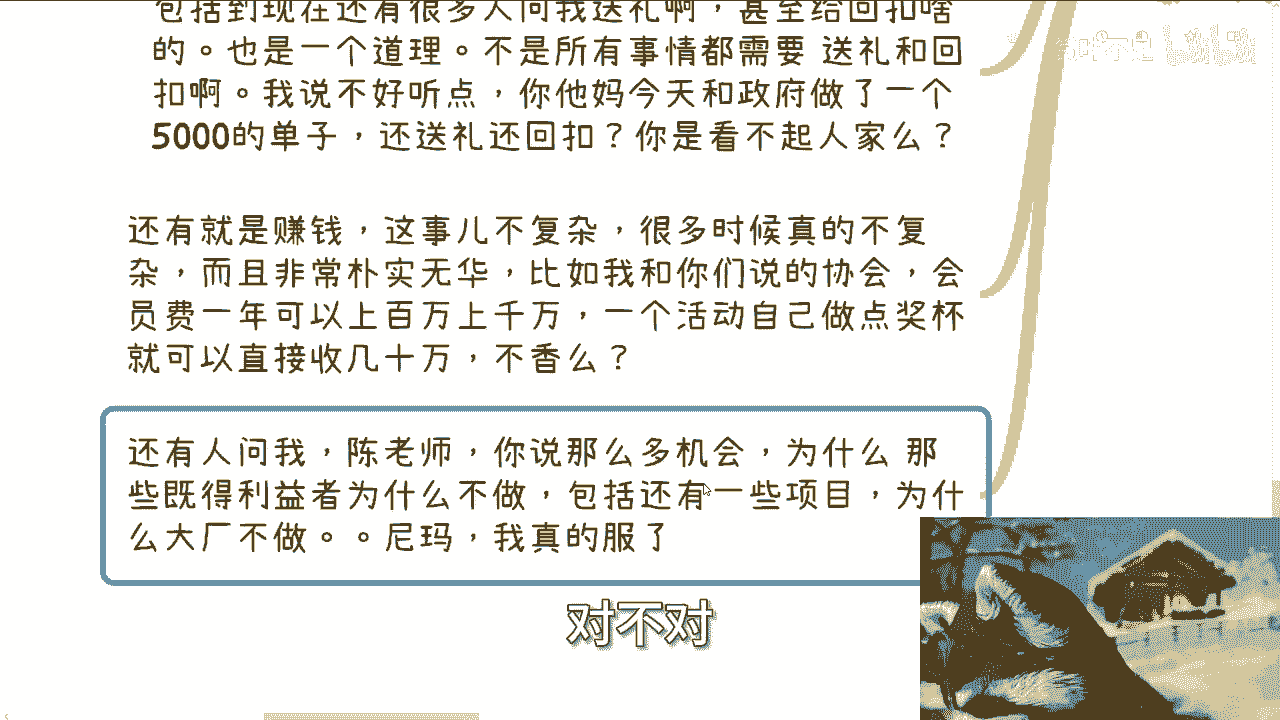 包括到现在还有很多人问我送礼啊，甚至给回扣啥
的。也是一个道理。不是所有事情都需要 送礼和回
扣啊。我说不好听点，你他妈今天和政府做了一个
5000的单子，还送礼还回扣？你是看不起人家么？
还有就是赚钱，这事儿不复杂，很多时候真的不复
杂，而且非常朴实无华，比如我和你们说的协会，会
员费一年可以上百万上千万，一个活动自己做点奖杯
就可以直接收几十万，不香么？
还有人问我，陈老师，你说那么多机会，为什么 那
些既得利益者为什么不做，包括还有一些项目，为什
么大厂不做。。尼玛，我真的服了
对不对